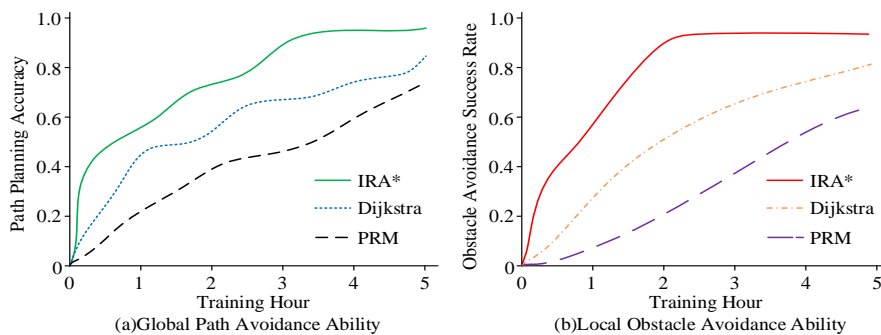 Path Planning Accuracy
1.0
0.8
0.6
0.4
0.2
0
0
1
2
3
4
5
IRA*
Dijkstra
PRM
Training Hour
(a)Global Path Avoidance Ability
Obstacle Avoidance Success Rate
1.0
0.8
0.6
0.4
0.2
0
0
1
2
3
4
5
IRA*
Dijkstra
PRM
Training Hour
(b)Local Obstacle Avoidance Ability